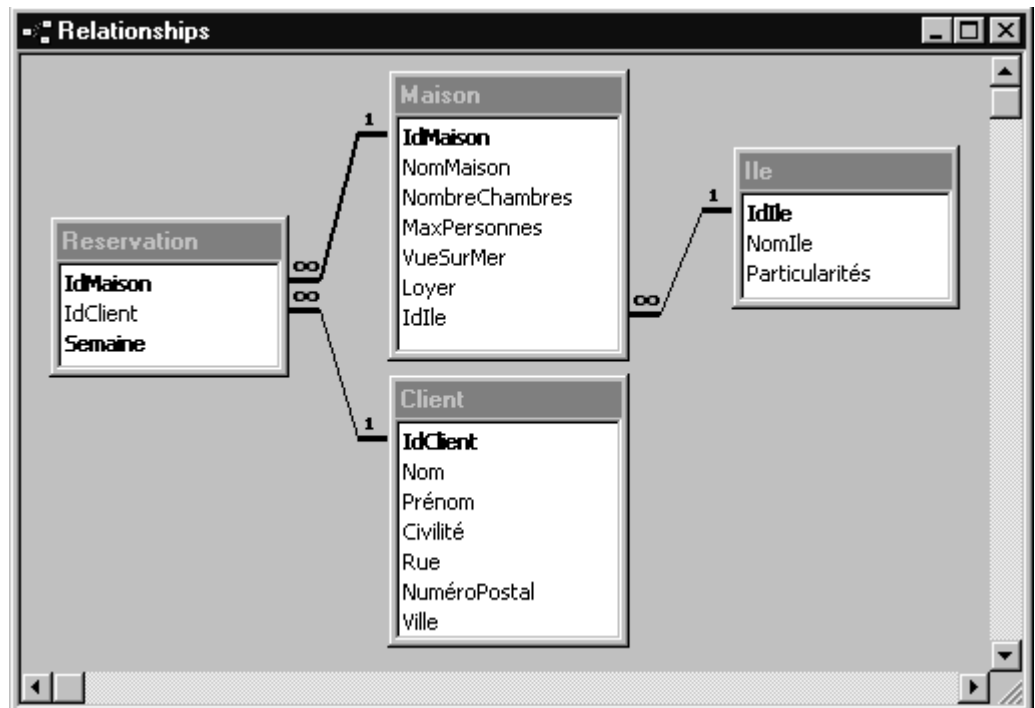 Relationships
Reservation
IdMaison
IdClient
Semaine
∞
∞
1
Maison
IdMaison
NomMaison
NombreChambres
MaxPersonnes
VueSurMer
Loyer
IdIle
∞
1
Client
IdClient
Nom
Prénom
Civilité
Rue
NuméroPostal
Ville
1
Ile
IdIle
NomIle
Particularités